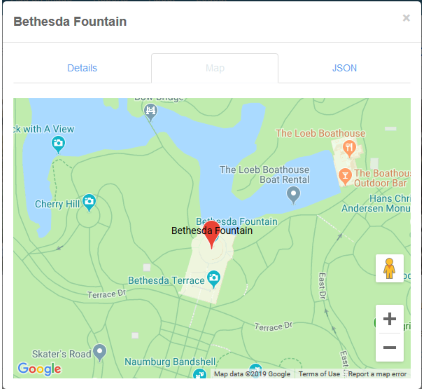 Bethesda Fountain
×
Details
Map
JSON
Bow Bridge
ck with A View
The Loeb Boathouse
The Loeb Boathouse
Boat Rental
The Boathou
Outdoor Bar
Cherry Hill
Hans Chri
Andersen Monu
Bethesda Fountain
Bethesda Fountain
Bethesda Terrace
Terrace Dr
East Dr
Terrace Dr
East Dr
Skater's Road
Naumburg Bandshell
+
−
Google
Map data ©2019 Google
Terms of Use
Report a map error